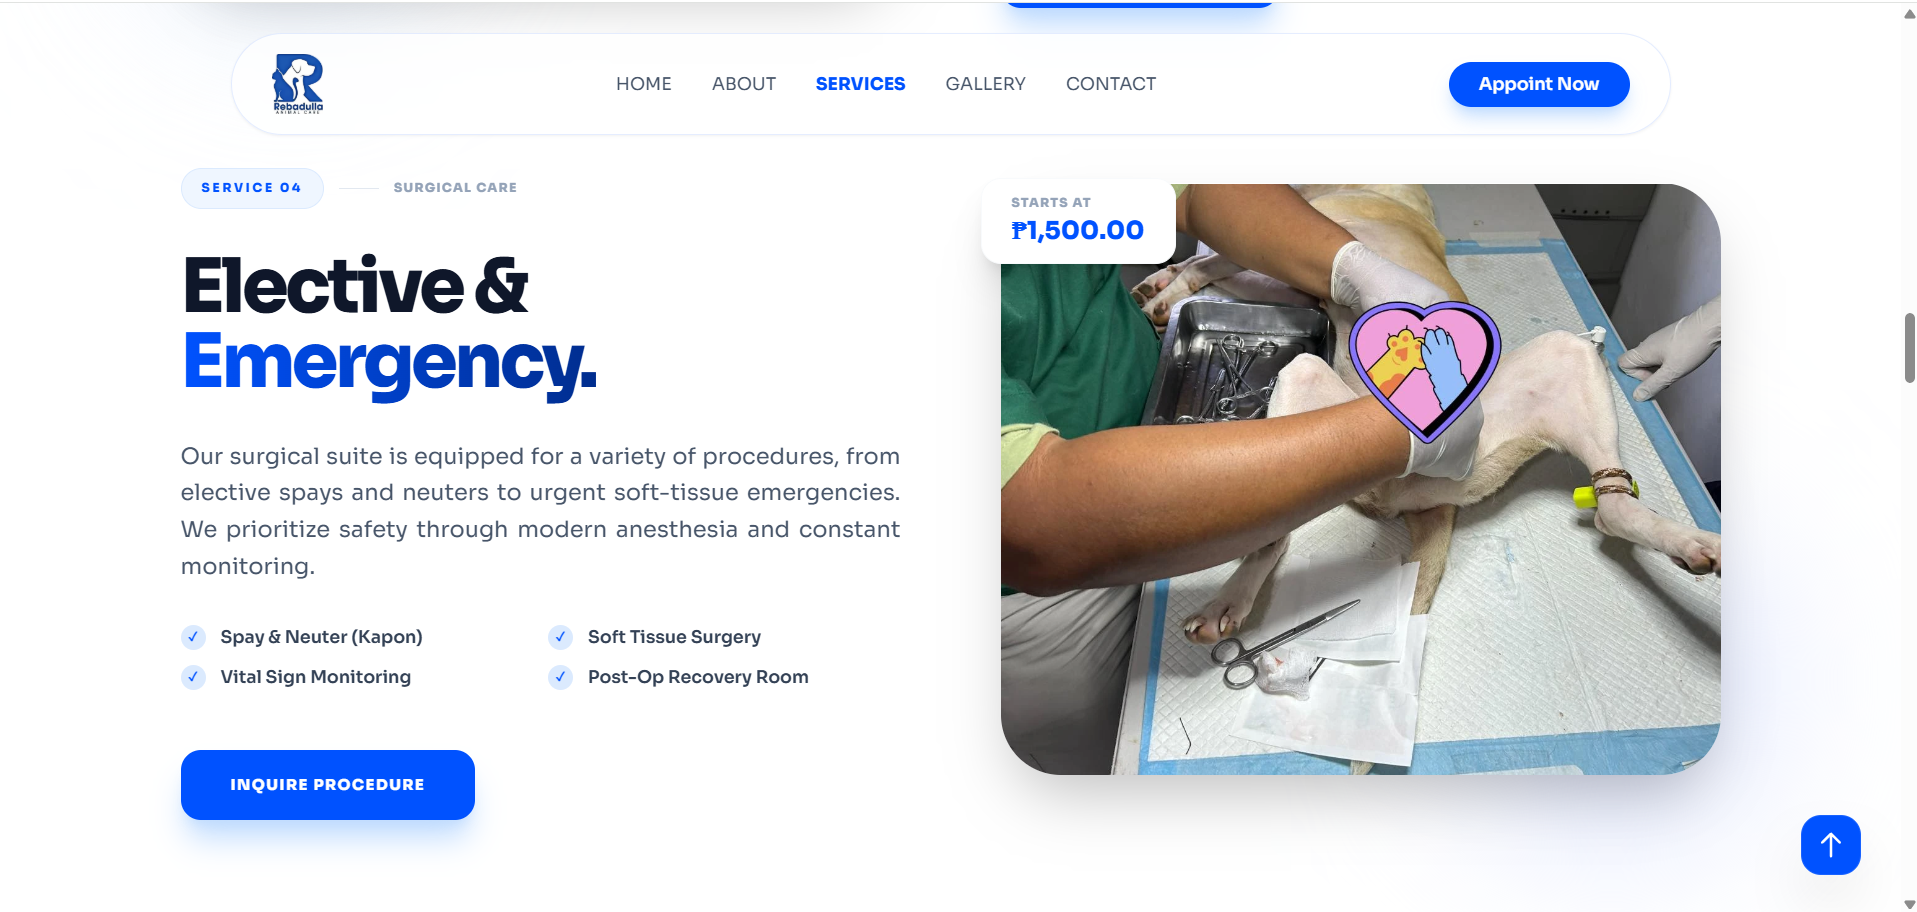 Rebadulla
ANIMAL CARE
HOME
ABOUT
SERVICES
GALLERY
CONTACT
Appoint Now
SERVICE 04
SURGICAL CARE
Elective &
Emergency.
Our surgical suite is equipped for a variety of procedures, from
elective spays and neuters to urgent soft-tissue emergencies.
We prioritize safety through modern anesthesia and constant
monitoring.
Spay & Neuter (Kapon)
Soft Tissue Surgery
Vital Sign Monitoring
Post-Op Recovery Room
INQUIRE PROCEDURE
STARTS AT
₱1,500.00